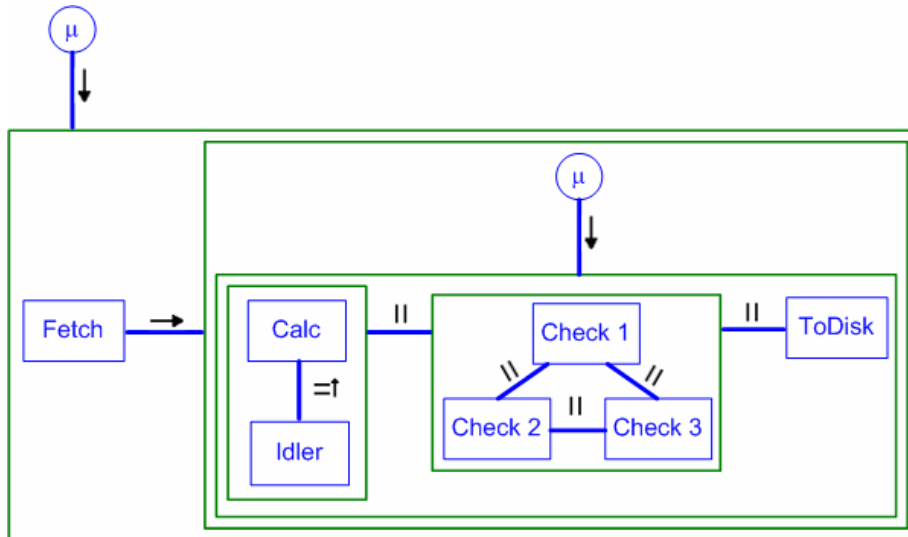 μ
↓
μ
↓
Fetch
→
Calc
=↑
Idler
||
Check 1
||
||
Check 2
||
Check 3
||
ToDisk